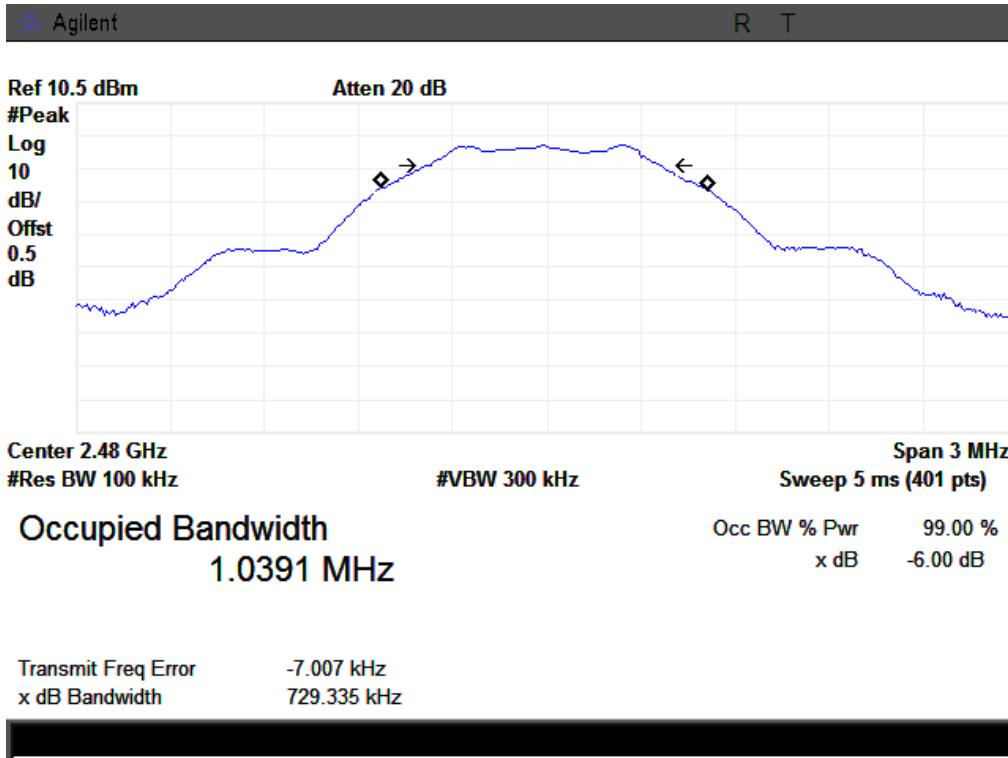 Agilent R T
Ref 10.5 dBm Atten 20 dB
#Peak
Log
10
dB/
Offst
0.5
dB
Center 2.48 GHz Span 3 MHz
#Res BW 100 kHz #VBW 300 kHz Sweep 5 ms (401 pts)
Occupied Bandwidth Occ BW % Pwr 99.00 %
1.0391 MHz x dB -6.00 dB
Transmit Freq Error -7.007 kHz
x dB Bandwidth 729.335 kHz